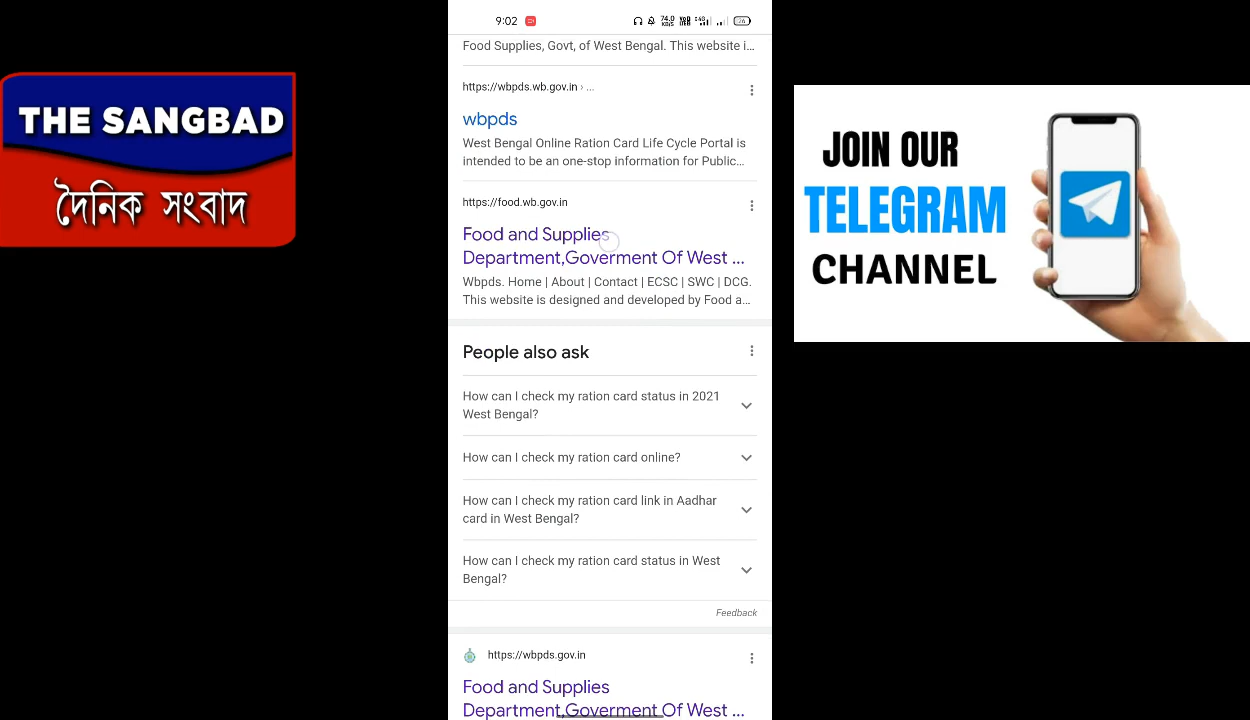 THE SANGBAD
দৈনিক সংবাদ
9:02
26
Food Supplies, Govt, of West Bengal. This website i...
https://wbpds.wb.gov.in › ...
wbpds
West Bengal Online Ration Card Life Cycle Portal is
intended to be an one-stop information for Public...
https://food.wb.gov.in
Food and Supplies
Department,Goverment Of West ...
Wbpds. Home | About | Contact | ECSC | SWC | DCG.
This website is designed and developed by Food a...
People also ask
How can I check my ration card status in 2021
West Bengal?
How can I check my ration card online?
How can I check my ration card link in Aadhar
card in West Bengal?
How can I check my ration card status in West
Bengal?
Feedback
https://wbpds.gov.in
Food and Supplies
Department,Goverment Of West ...
JOIN OUR
TELEGRAM
CHANNEL